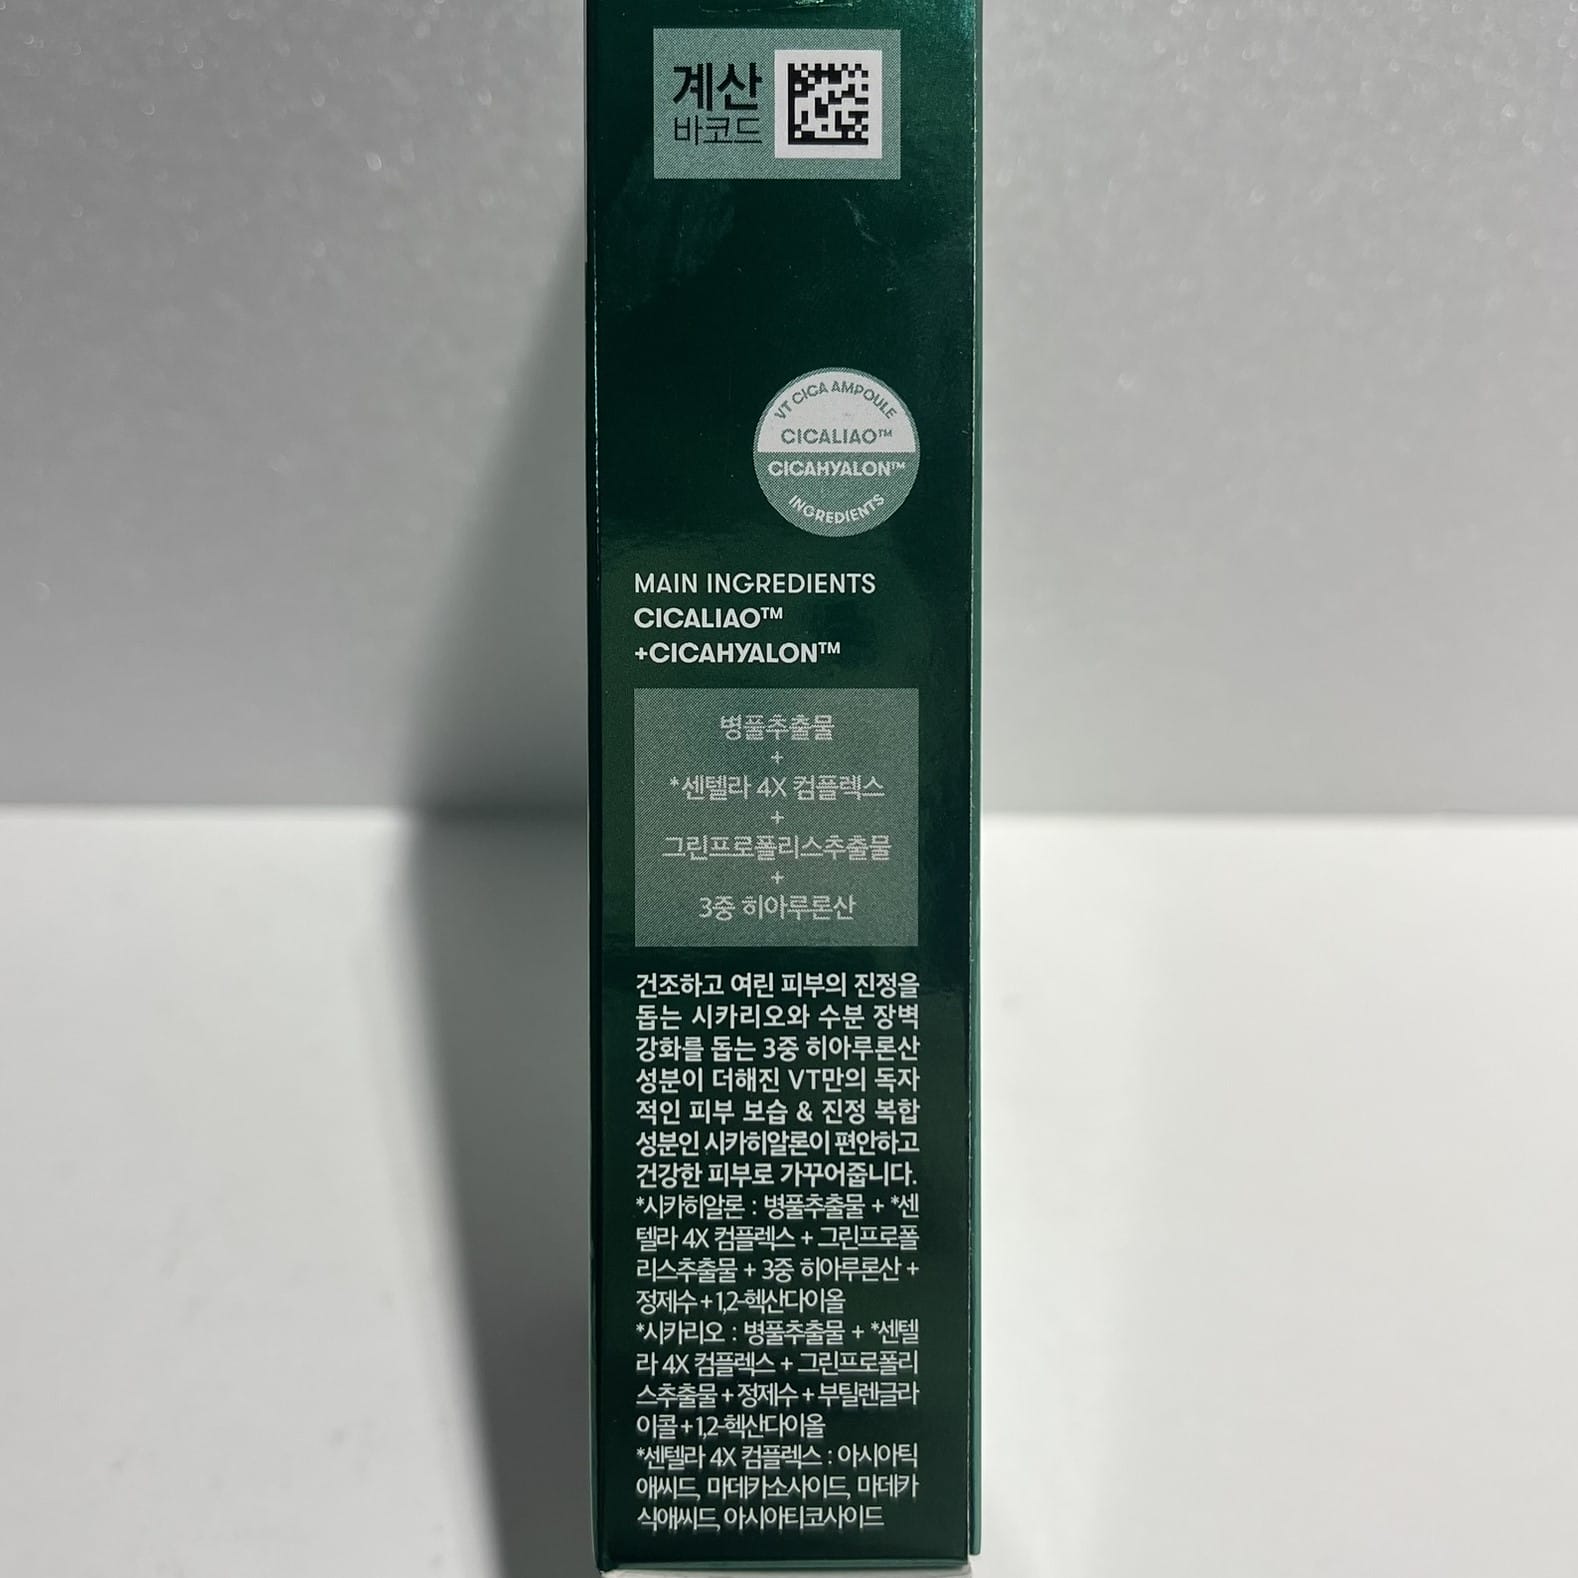 계산
바코드
VT CICA AMPOULE
CICALIAO™
CICAHYALON™
INGREDIENTS
MAIN INGREDIENTS
CICALIAO™
+CICAHYALON™
병풀추출물
+
*센텔라 4X 컴플렉스
+
그린프로폴리스추출물
+
3중 히아루론산
건조하고 여린 피부의 진정을
돕는 시카리오와 수분 장벽
강화를 돕는 3중 히아루론산
성분이 더해진 VT만의 독자
적인 피부 보습 & 진정 복합
성분인 시카히알론이 편안하고
건강한 피부로 가꾸어줍니다.
*시카히알론 : 병풀추출물 + *센
텔라 4X 컴플렉스 + 그린프로폴
리스추출물 + 3중 히아루론산 +
정제수 + 1,2-헥산다이올
*시카리오 : 병풀추출물 + *센텔
라 4X 컴플렉스 + 그린프로폴리
스추출물 + 정제수 + 부틸렌글라
이콜 + 1,2-헥산다이올
*센텔라 4X 컴플렉스 : 아시아틱
애씨드, 마데카소사이드, 마데카
식애씨드, 아시아티코사이드